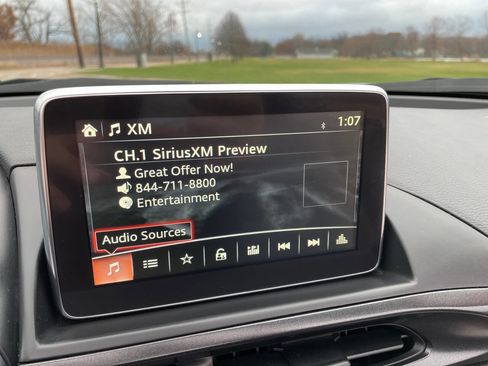 XM
1:07
CH.1 SiriusXM Preview
Great Offer Now!
844-711-8800
Entertainment
Audio Sources